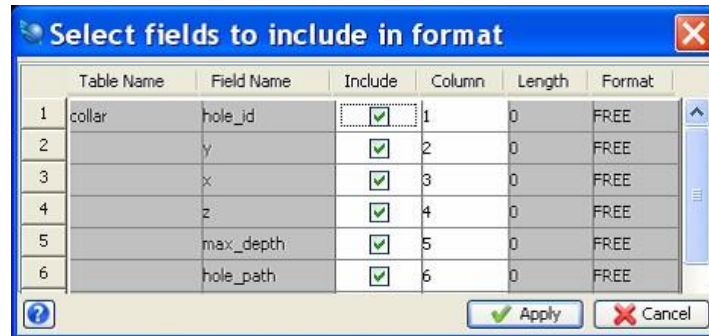 Select fields to include in format
Table Name Field Name Include Column Length Format
1 collar hole_id 1 0 FREE
2 y 2 0 FREE
3 x 3 0 FREE
4 z 4 0 FREE
5 max_depth 5 0 FREE
6 hole_path 6 0 FREE
? Apply Cancel